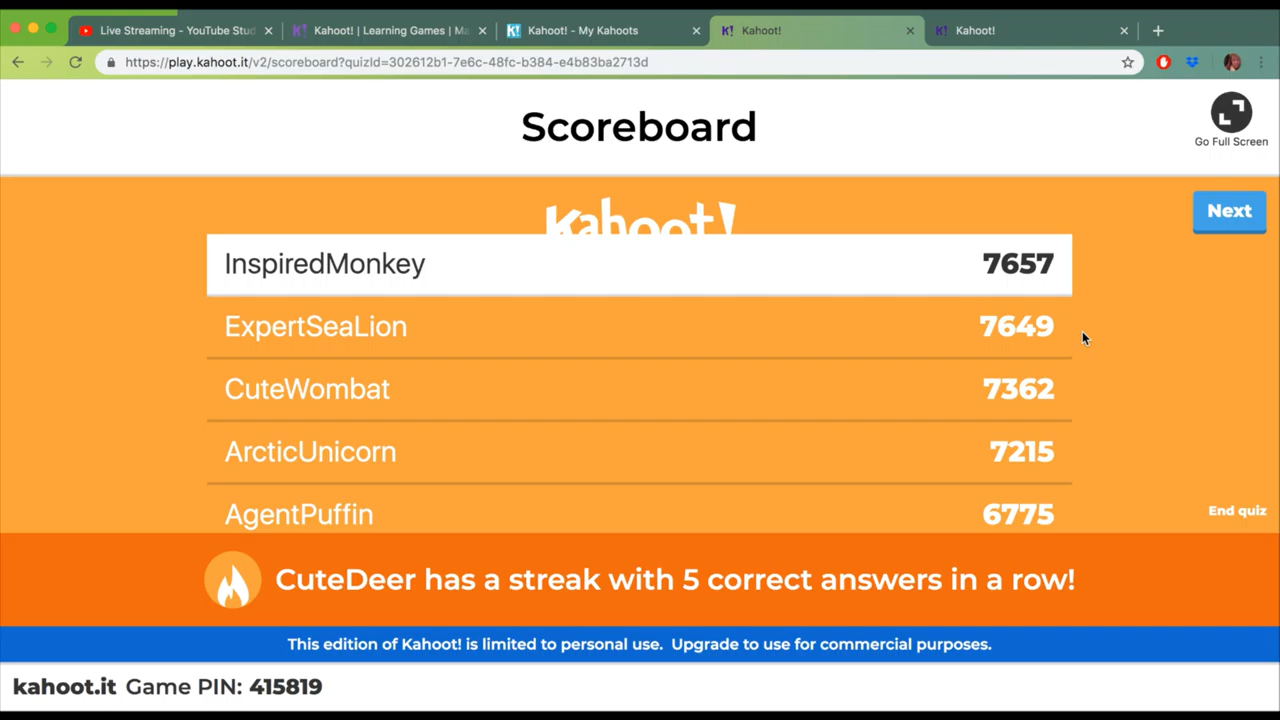 Live Streaming - YouTube Stud
Kahoot! | Learning Games | Ma
Kahoot! - My Kahoots
Kahoot!
Kahoot!
https://play.kahoot.it/v2/scoreboard?quizId=302612b1-7e6c-48fc-b384-e4b83ba2713d
Scoreboard
Go Full Screen
Kahoot!
Next
InspiredMonkey 7657
ExpertSeaLion 7649
CuteWombat 7362
ArcticUnicorn 7215
AgentPuffin 6775
End quiz
CuteDeer has a streak with 5 correct answers in a row!
This edition of Kahoot! is limited to personal use. Upgrade to use for commercial purposes.
kahoot.it Game PIN: 415819